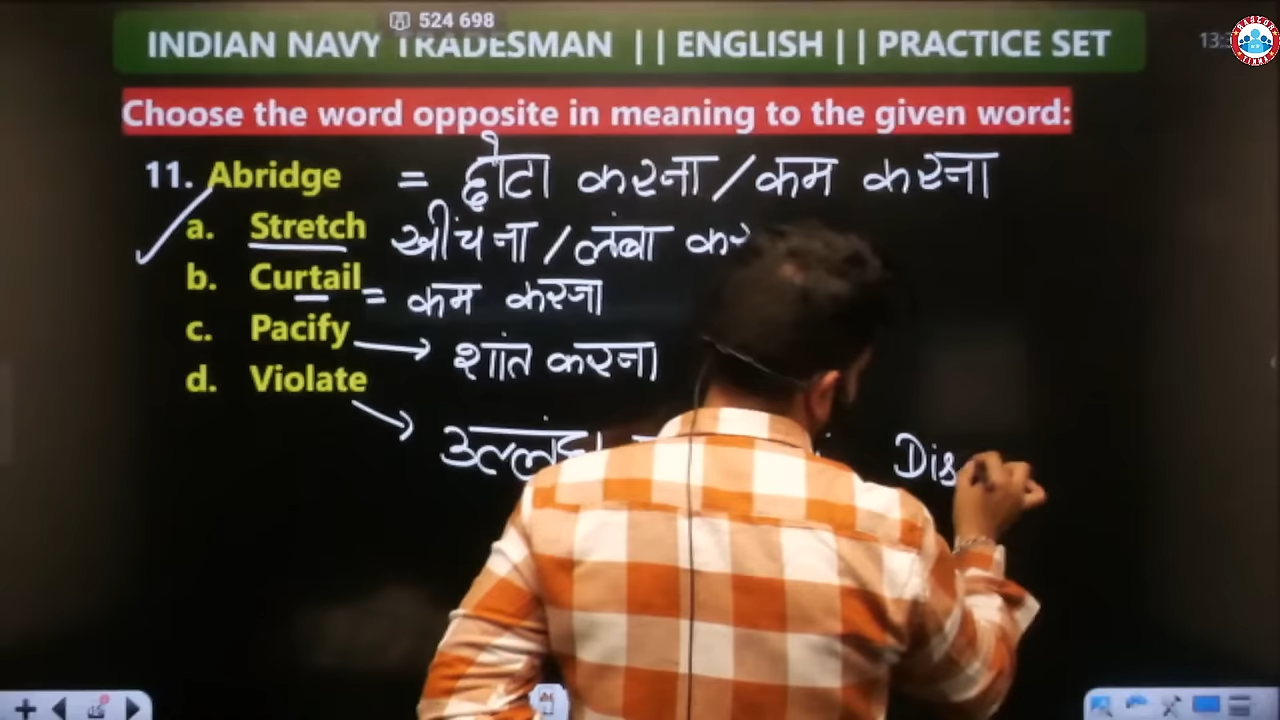 524 698
INDIAN NAVY TRADESMAN || ENGLISH || PRACTICE SET
Choose the word opposite in meaning to the given word:
11. Abridge = छोटा करना / कम करना
a. Stretch खींचना / लंबा कर
b. Curtail = कम करना
c. Pacify → शांत करना
d. Violate
→ Dis